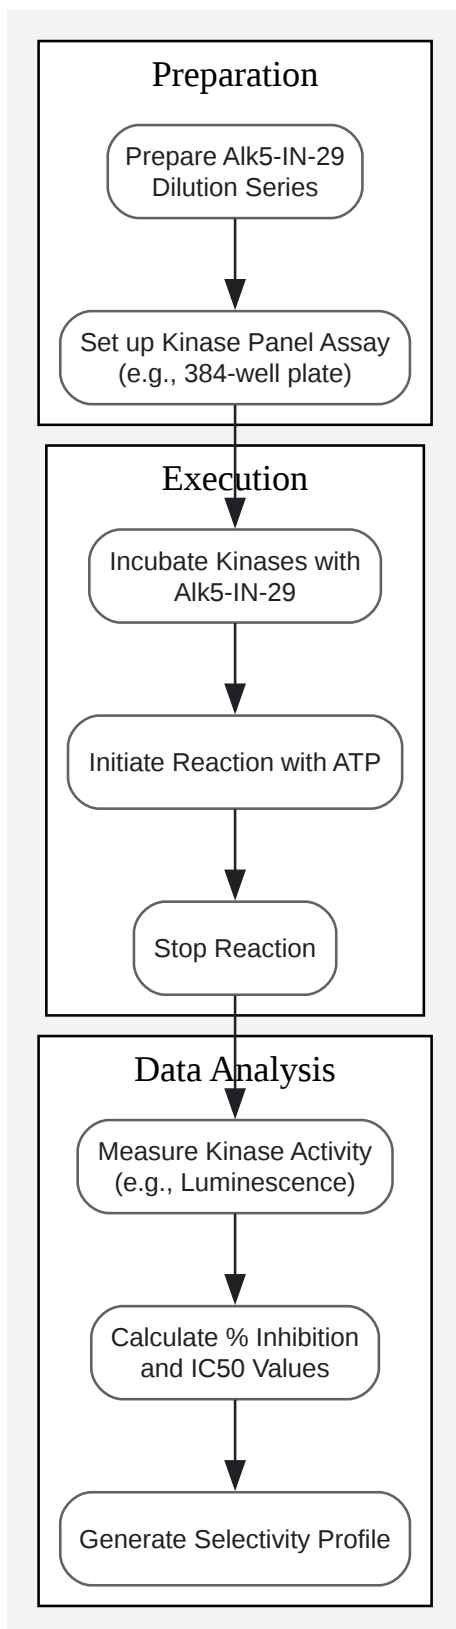 Preparation
Prepare Alk5-IN-29
Dilution Series
Set up Kinase Panel Assay
(e.g., 384-well plate)
Execution
Incubate Kinases with
Alk5-IN-29
Initiate Reaction with ATP
Stop Reaction
Data Analysis
Measure Kinase Activity
(e.g., Luminescence)
Calculate % Inhibition
and IC50 Values
Generate Selectivity Profile